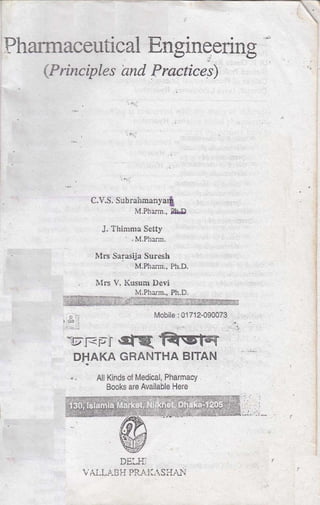 Pharmaceutical Engineering
(Principles and Practices)
C.V.S. Subrahmanyam
M.Pharm., Ph.D
J. Thimma Setty
M.Pharm.
Mrs Sarasija Suresh
M.Pharm., Ph.D.
Mrs V. Kusum Devi
M.Pharm., Ph.D.
Mobile : 01712-090073
ঢাকা গ্রন্থ বিতান
DHAKA GRANTHA BITAN
All Kinds of Medical, Pharmacy
Books are Available Here
130, Islamia Market, Nilkhet, Dhaka-1205
DELHI
VALLABH PRAKASHAN